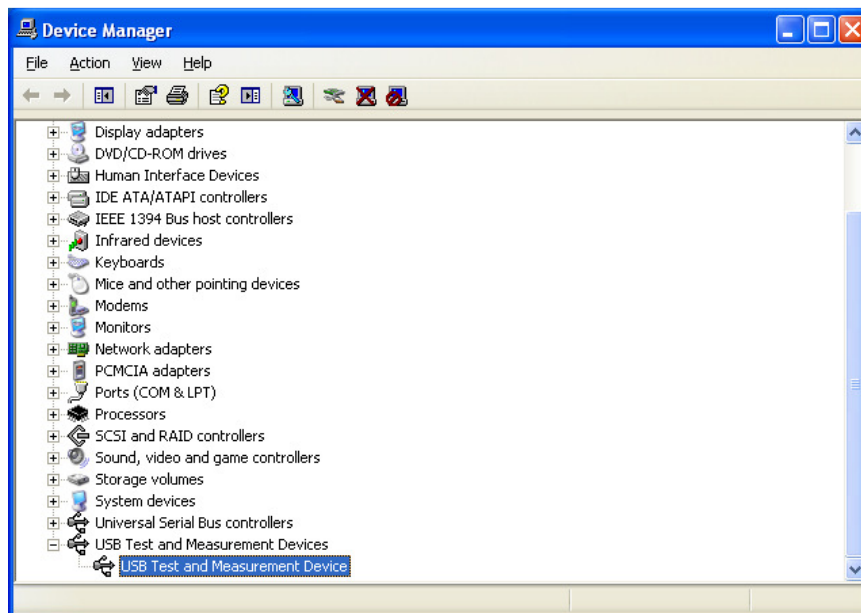 Device Manager
File Action View Help
Display adapters
DVD/CD-ROM drives
Human Interface Devices
IDE ATA/ATAPI controllers
IEEE 1394 Bus host controllers
Infrared devices
Keyboards
Mice and other pointing devices
Modems
Monitors
Network adapters
PCMCIA adapters
Ports (COM & LPT)
Processors
SCSI and RAID controllers
Sound, video and game controllers
Storage volumes
System devices
Universal Serial Bus controllers
USB Test and Measurement Devices
USB Test and Measurement Device